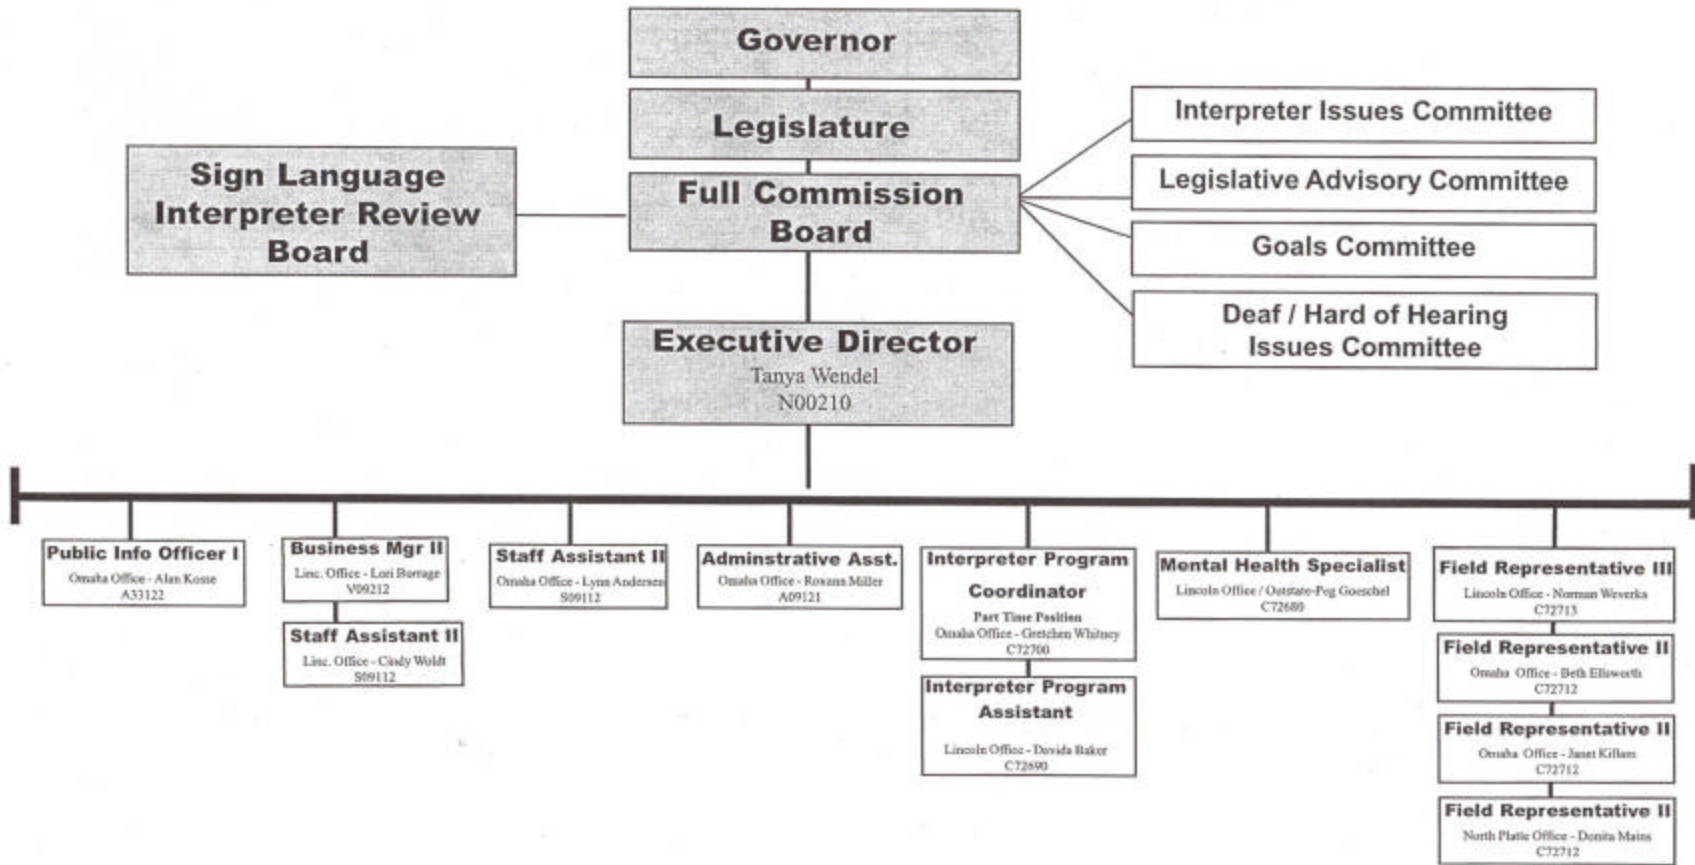 Governor
Legislature
Full Commission
Board
Sign Language
Interpreter Review
Board
Interpreter Issues Committee
Legislative Advisory Committee
Goals Committee
Deaf / Hard of Hearing
Issues Committee
Executive Director
Tanya Wendel
N00210
Public Info Officer I
Omaha Office - Alan Kosse
A33122
Business Mgr II
Linc. Office - Lori Burrage
V09212
Staff Assistant II
Linc. Office - Cindy Woldt
S09112
Staff Assistant II
Omaha Office - Lynn Andersen
S09112
Adminstrative Asst.
Omaha Office - Roxann Miller
A09121
Interpreter Program
Coordinator
Part Time Position
Omaha Office - Gretchen Whitney
C72700
Interpreter Program
Assistant
Lincoln Office - Davida Baker
C72690
Mental Health Specialist
Lincoln Office / Outstate-Peg Goeschel
C72680
Field Representative III
Lincoln Office - Norman Weverka
C72713
Field Representative II
Omaha Office - Beth Ellsworth
C72712
Field Representative II
Omaha Office - Janet Killam
C72712
Field Representative II
North Platte Office - Donita Mains
C72712